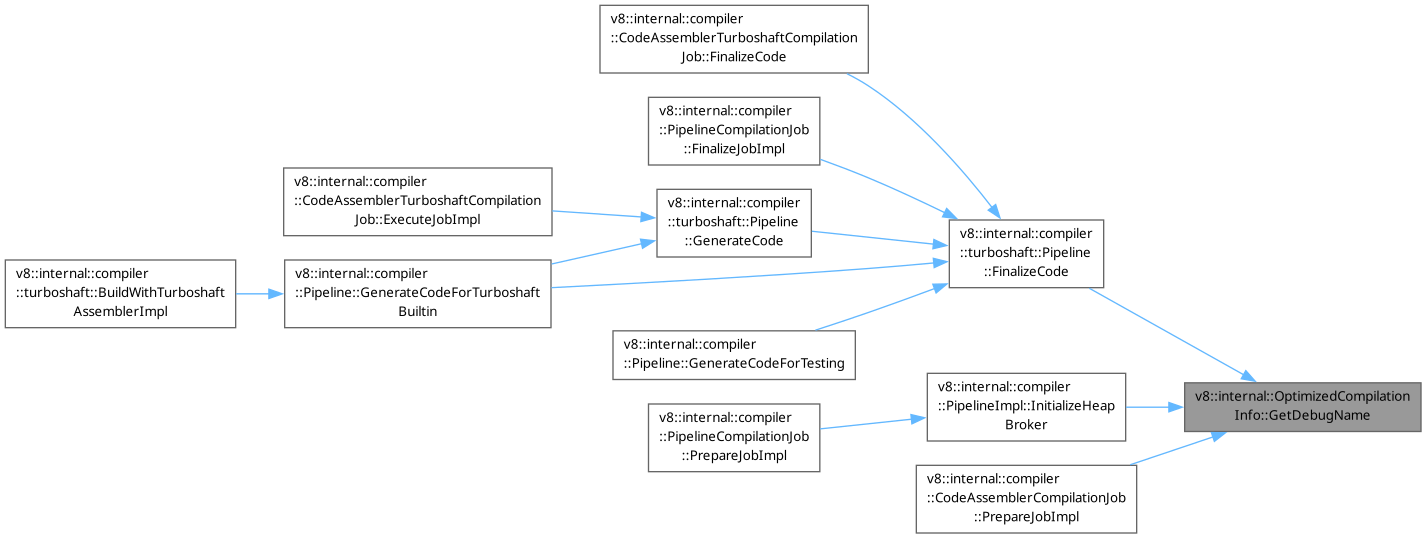 v8::internal::compiler
::CodeAssemblerTurboshaftCompilation
Job::FinalizeCode
v8::internal::compiler
::PipelineCompilationJob
::FinalizeJobImpl
v8::internal::compiler
::CodeAssemblerTurboshaftCompilation
Job::ExecuteJobImpl
v8::internal::compiler
::turboshaft::Pipeline
::GenerateCode
v8::internal::compiler
::turboshaft::Pipeline
::FinalizeCode
v8::internal::compiler
::turboshaft::BuildWithTurboshaft
AssemblerImpl
v8::internal::compiler
::Pipeline::GenerateCodeForTurboshaft
Builtin
v8::internal::compiler
::Pipeline::GenerateCodeForTesting
v8::internal::compiler
::PipelineImpl::InitializeHeap
Broker
v8::internal::OptimizedCompilation
Info::GetDebugName
v8::internal::compiler
::PipelineCompilationJob
::PrepareJobImpl
v8::internal::compiler
::CodeAssemblerCompilationJob
::PrepareJobImpl